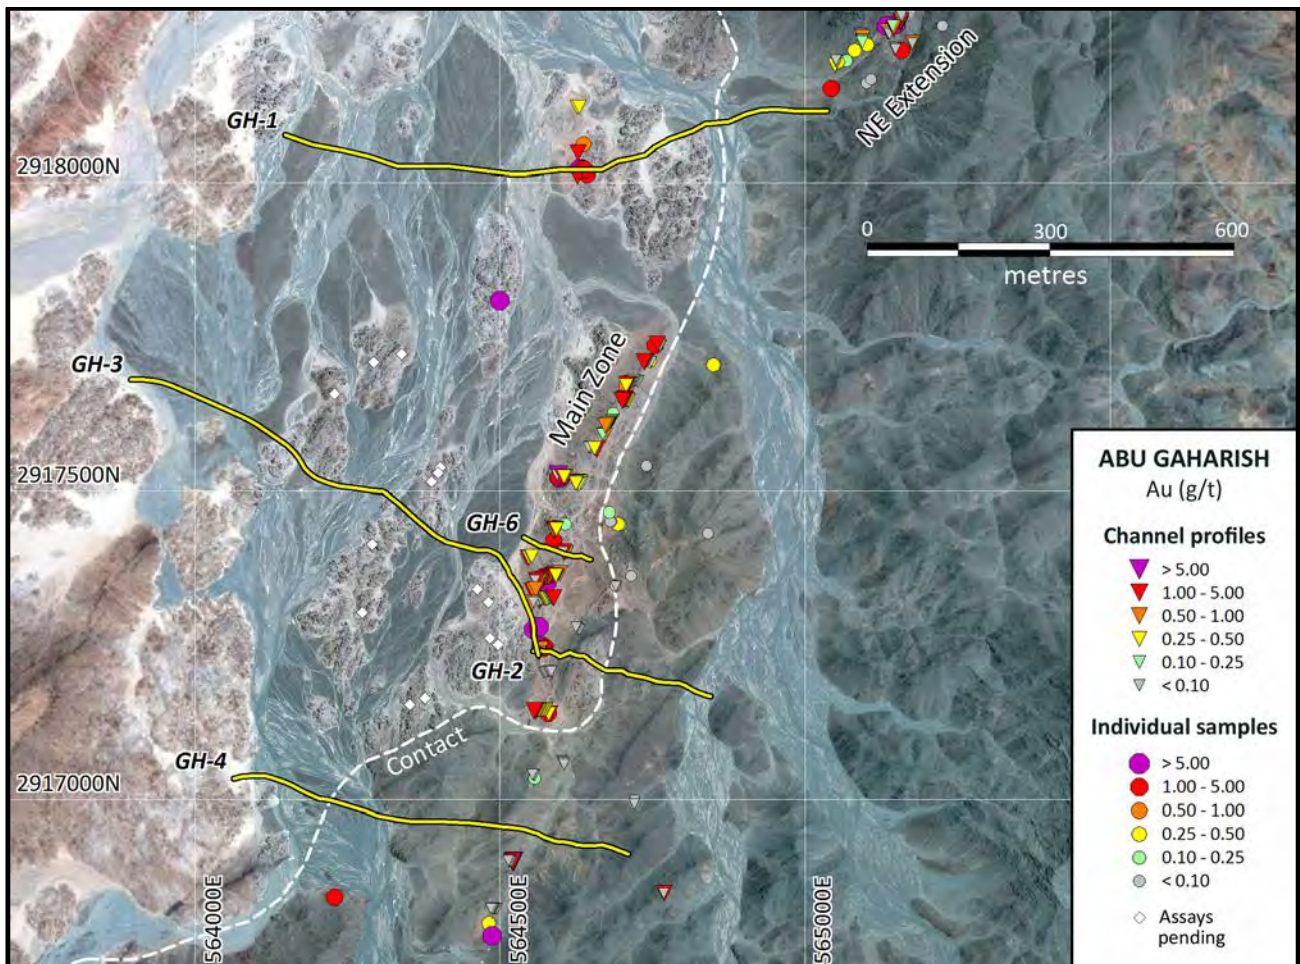 GH-1
NE Extension
2918000N
0 300 600
metres
GH-3
Main Zone
2917500N
GH-6
GH-2
Contact
GH-4
2917000N
564000E
564500E
565000E
ABU GAHARISH
Au (g/t)
Channel profiles
> 5.00
1.00 - 5.00
0.50 - 1.00
0.25 - 0.50
0.10 - 0.25
< 0.10
Individual samples
> 5.00
1.00 - 5.00
0.50 - 1.00
0.25 - 0.50
0.10 - 0.25
< 0.10
Assays
pending